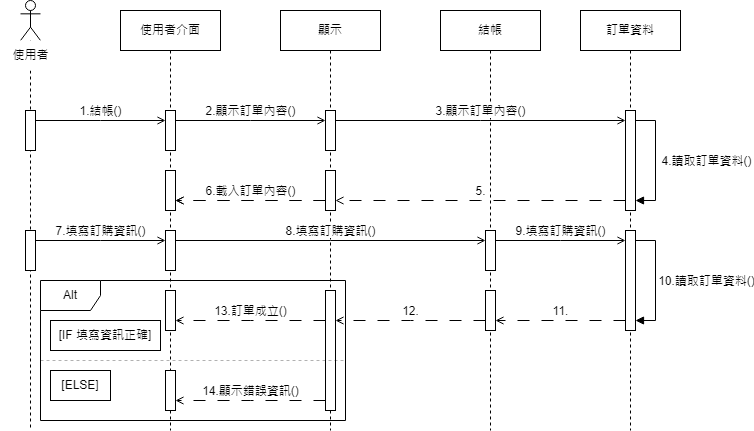 使用者
使用者介面
顯示
結帳
訂單資料
1.結帳()
2.顯示訂單內容()
3.顯示訂單內容()
4.讀取訂單資料()
5.
6.載入訂單內容()
7.填寫訂購資訊()
8.填寫訂購資訊()
9.填寫訂購資訊()
10.讀取訂單資料()
Alt
13.訂單成立()
12.
11.
[IF 填寫資訊正確]
[ELSE]
14.顯示錯誤資訊()